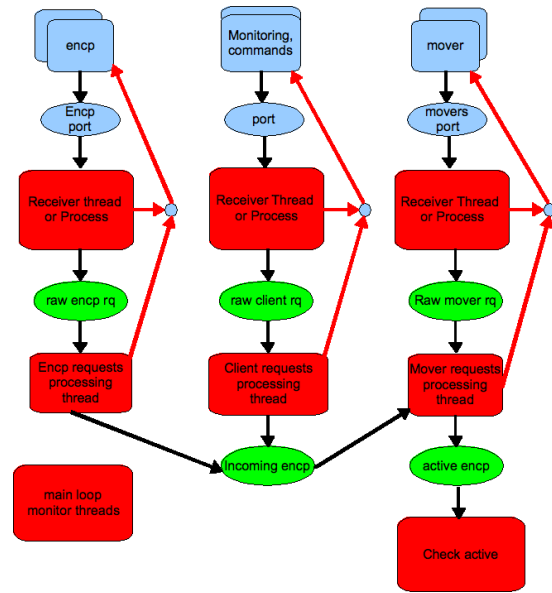 encp
Monitoring,
commands
mover
Encp
port
port
movers
port
Receiver thread
or Process
Receiver Thread
or Process
Receiver Thread
or Process
raw encp rq
raw client rq
Raw mover rq
Encp requests
processing
thread
Client requests
processing
thread
Mover requests
processing
thread
Incoming encp
active encp
main loop
monitor threads
Check active